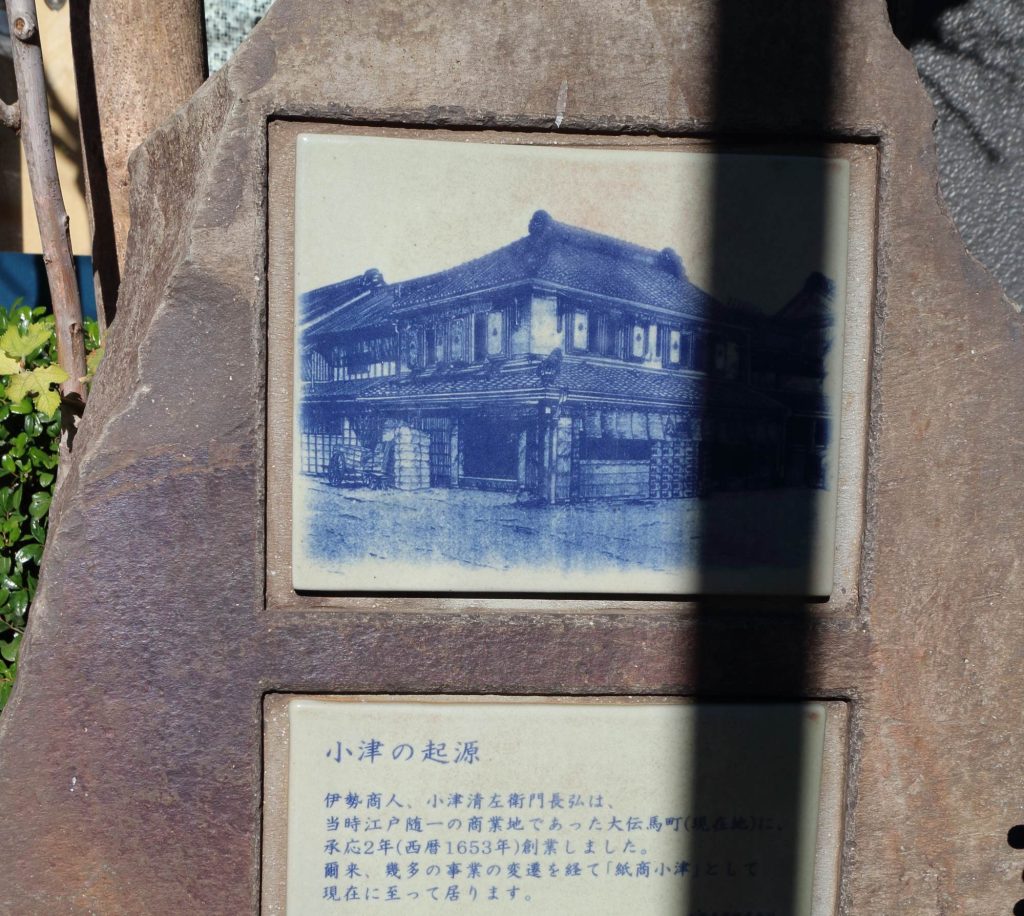 小津の起源
伊勢商人、小津清左衛門長弘は、
当時江戸随一の商業地であった大伝馬町(現在地)に、
承応2年(西暦1653年)創業しました。
爾来、幾多の事業の変遷を経て「紙商小津」として
現在に至って居ります。